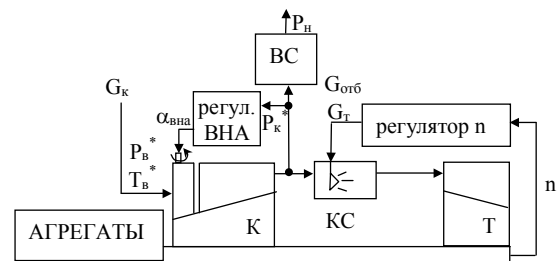 Pн
ВС
Gк
Gотб
регул.
ВНА
αвна
Pк*
Gт
регулятор n
Pв*
Tв*
n
К
КС
Т
АГРЕГАТЫ